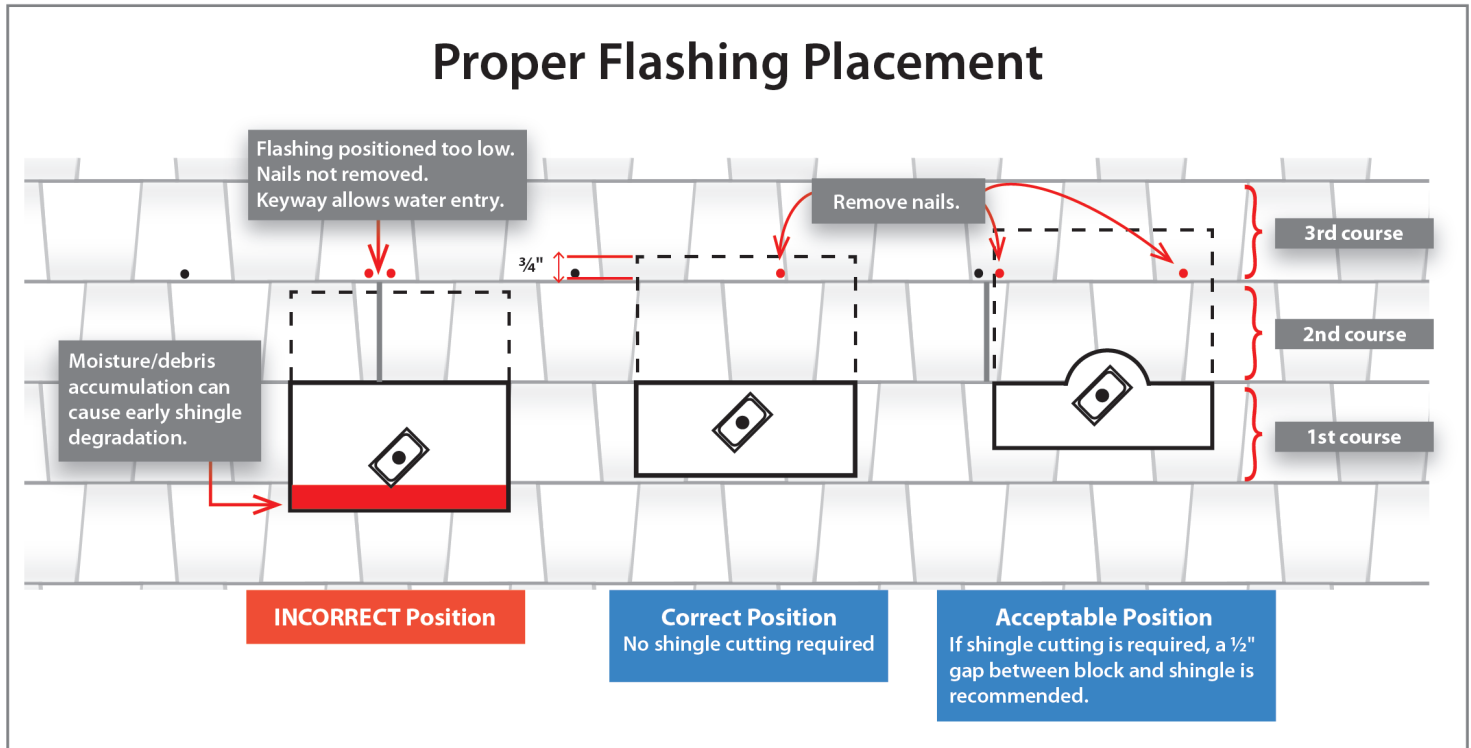 Proper Flashing Placement
Flashing positioned too low.
Nails not removed.
Keyway allows water entry.
Remove nails.
3rd course
¾"
2nd course
Moisture/debris
accumulation can
cause early shingle
degradation.
1st course
INCORRECT Position
Correct Position
No shingle cutting required
Acceptable Position
If shingle cutting is required, a ½"
gap between block and shingle is
recommended.